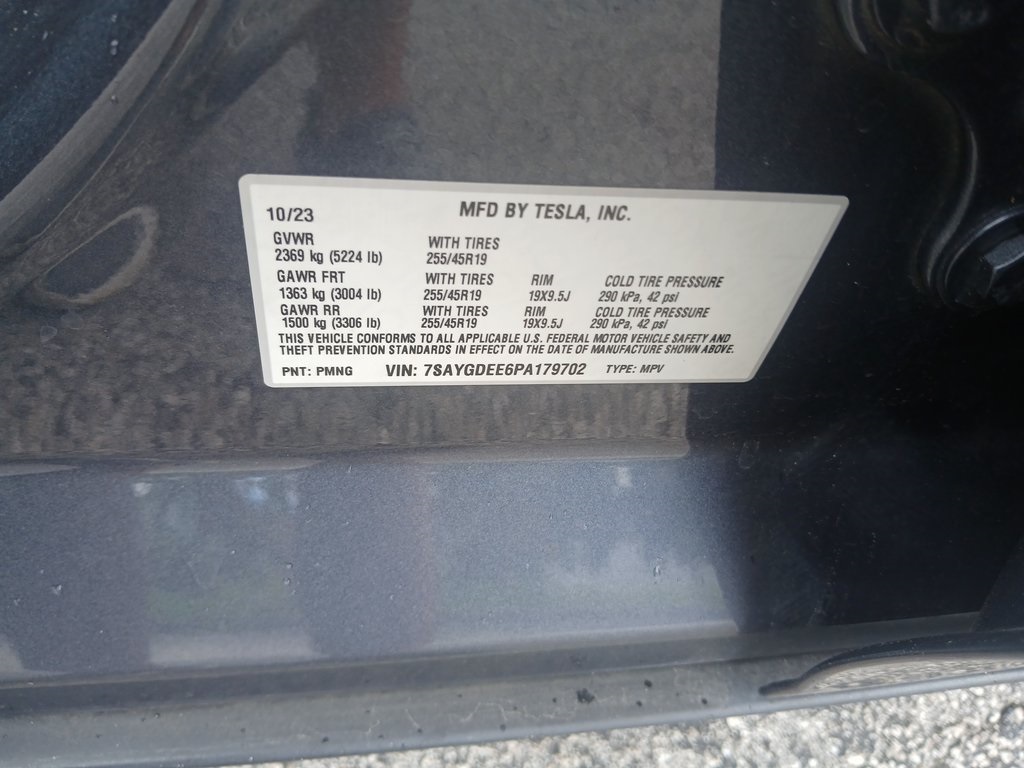 10/23 MFD BY TESLA, INC.
GVWR WITH TIRES
2369 kg (5224 lb) 255/45R19
GAWR FRT WITH TIRES RIM COLD TIRE PRESSURE
1363 kg (3004 lb) 255/45R19 19X9.5J 290 kPa, 42 psi
GAWR RR WITH TIRES RIM COLD TIRE PRESSURE
1500 kg (3306 lb) 255/45R19 19X9.5J 290 kPa, 42 psi
THIS VEHICLE CONFORMS TO ALL APPLICABLE U.S. FEDERAL MOTOR VEHICLE SAFETY AND
THEFT PREVENTION STANDARDS IN EFFECT ON THE DATE OF MANUFACTURE SHOWN ABOVE.
PNT: PMNG VIN: 7SAYGDEE6PA179702 TYPE: MPV